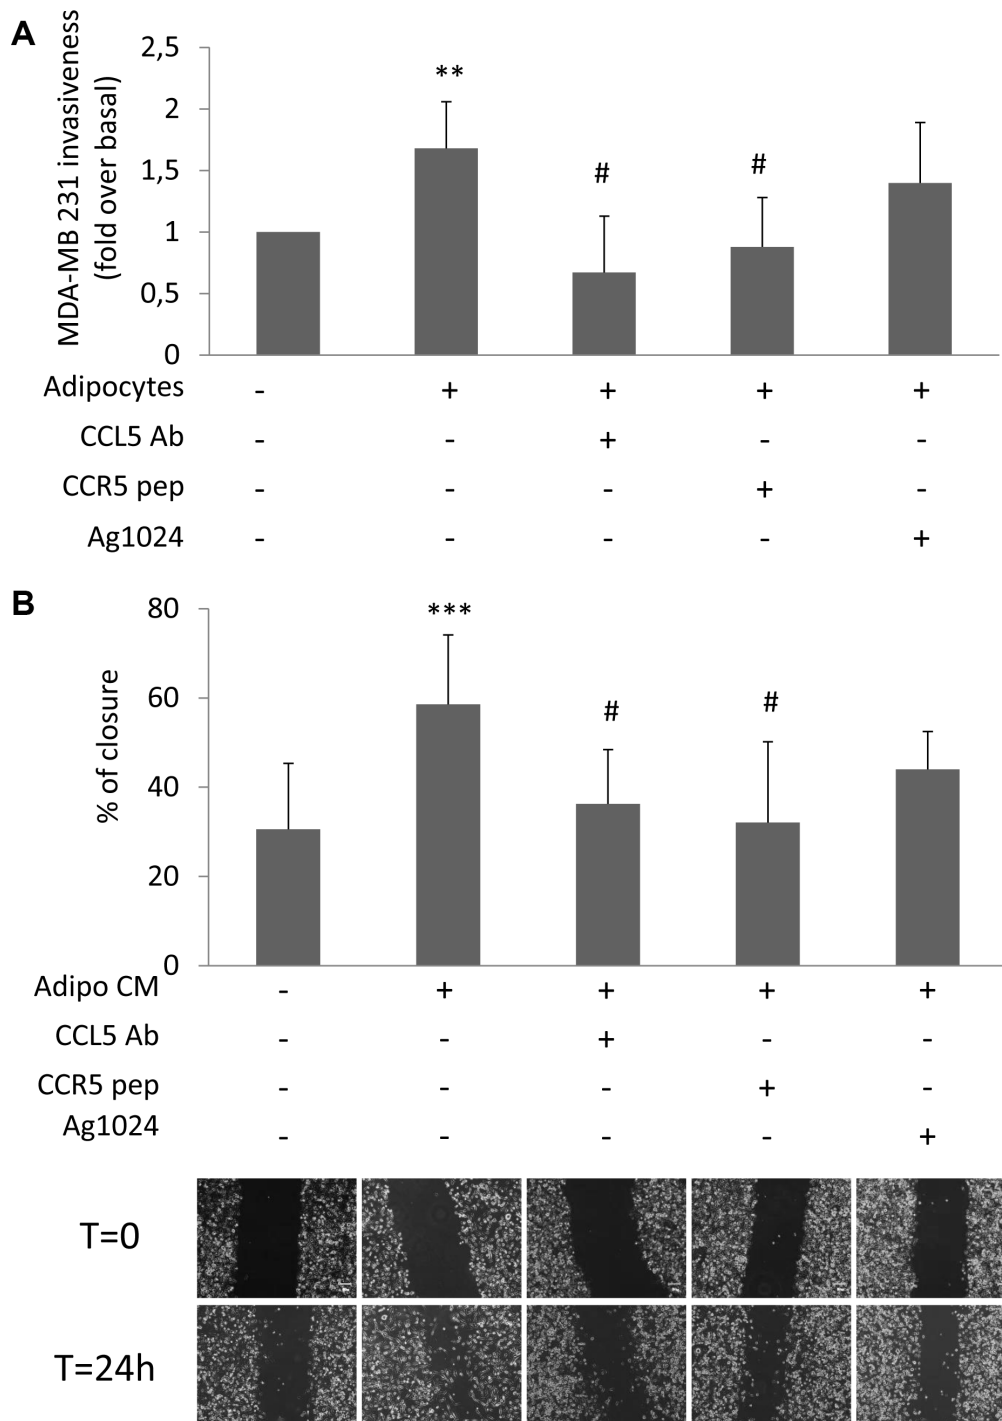 A
MDA-MB 231 invasiveness
(fold over basal)
2,5
2
1,5
1
0,5
0
** # #
Adipocytes - + + + +
CCL5 Ab - - + - -
CCR5 pep - - - + -
Ag1024 - - - - +
B
% of closure
80
60
40
20
0
*** # #
Adipo CM - + + + +
CCL5 Ab - - + - -
CCR5 pep - - - + -
Ag1024 - - - - +
T=0
T=24h